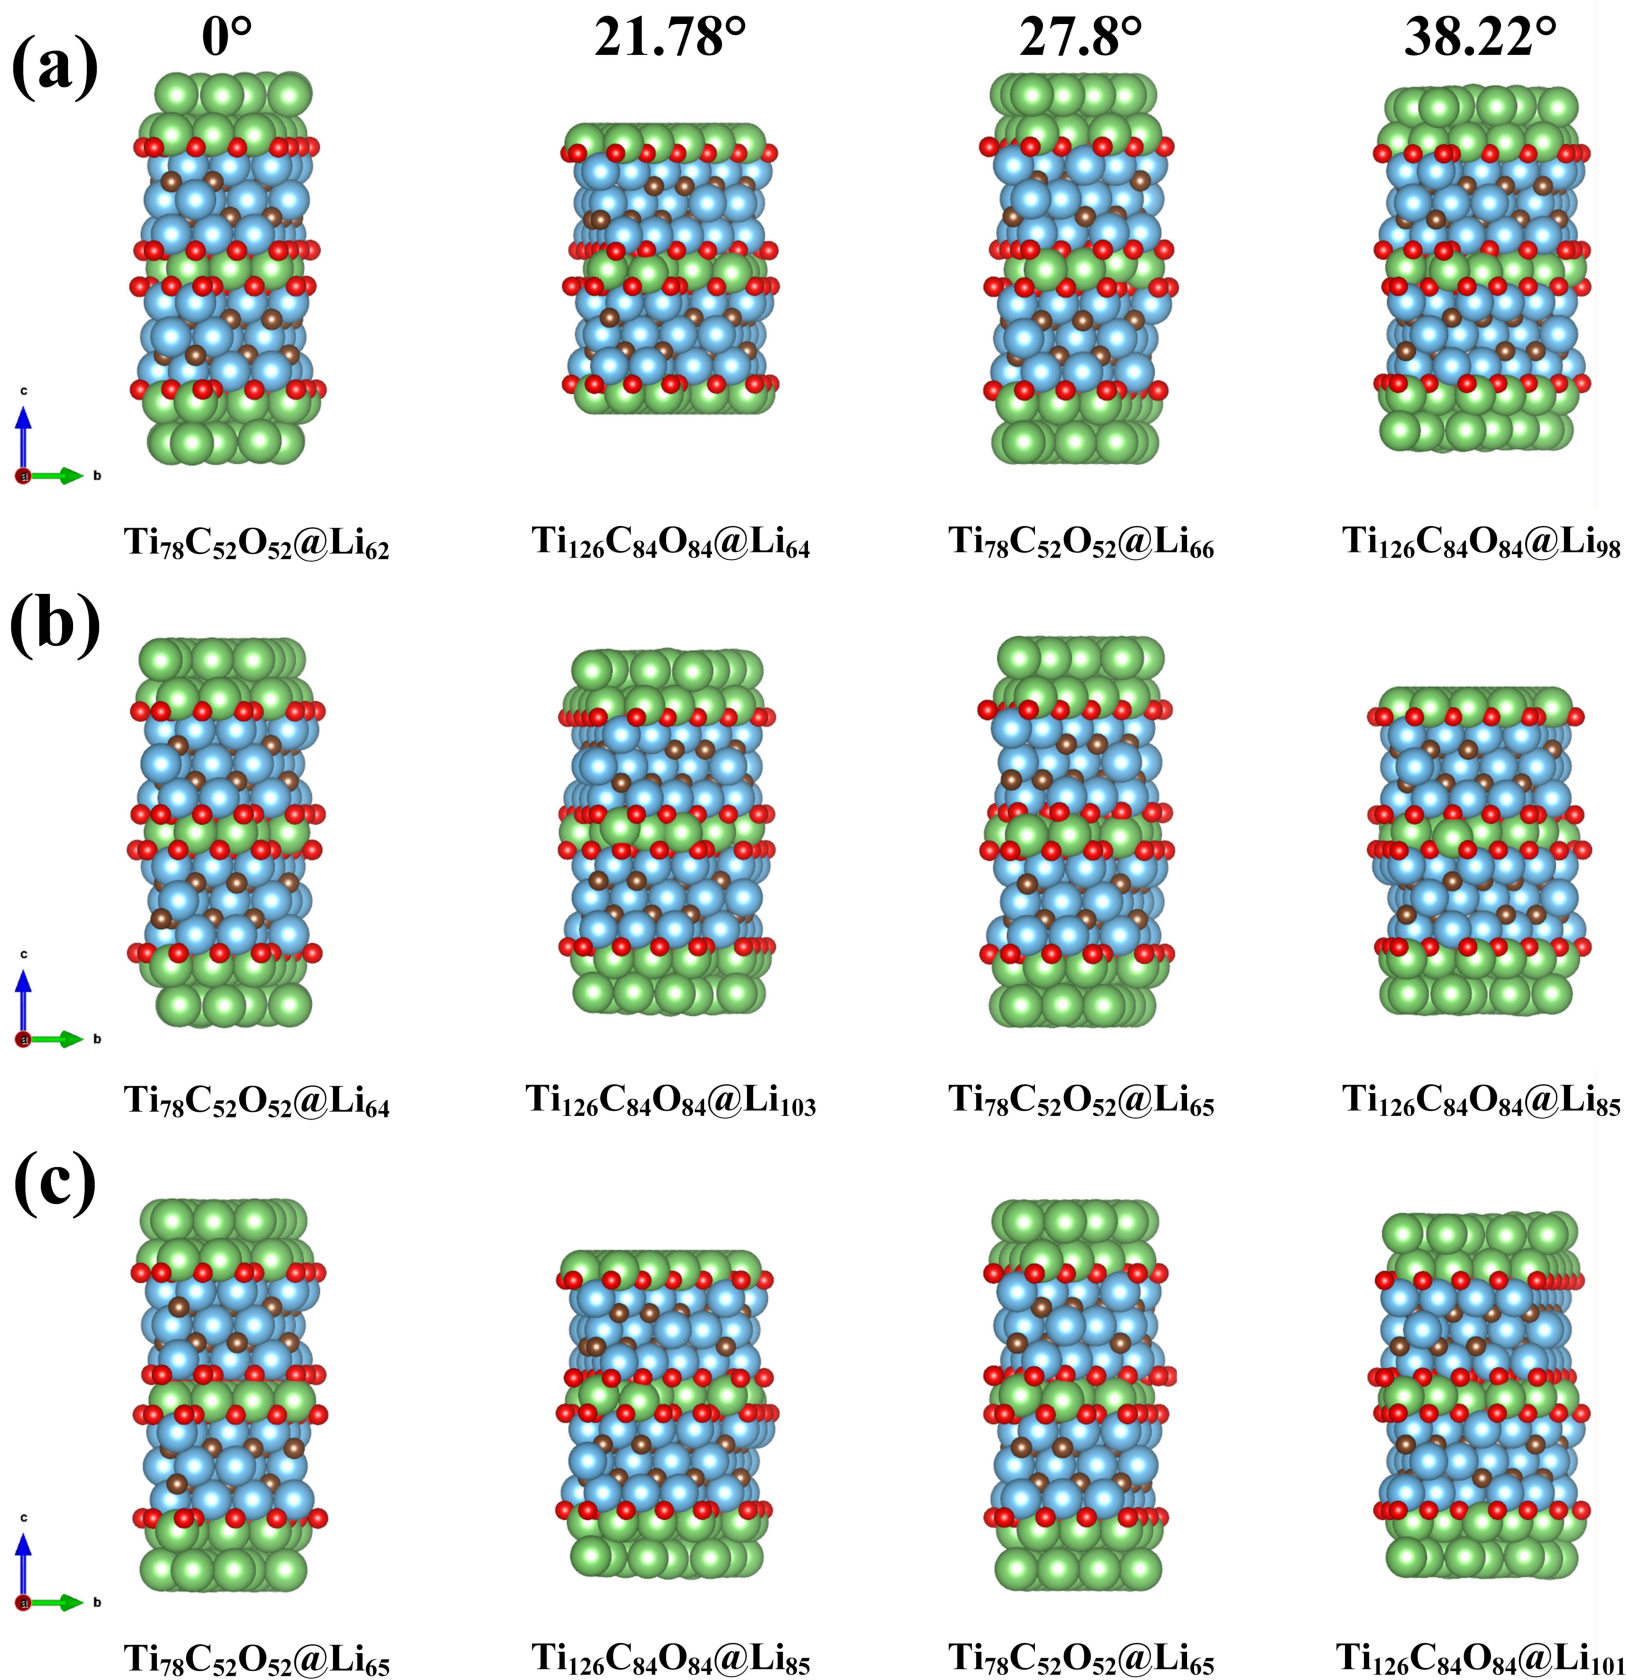 0° 21.78° 27.8° 38.22°
(a)
c
a b
Ti₇₈C₅₂O₅₂@Li₆₂ Ti₁₂₆C₈₄O₈₄@Li₆₄ Ti₇₈C₅₂O₅₂@Li₆₆ Ti₁₂₆C₈₄O₈₄@Li₉₈
(b)
c
a b
Ti₇₈C₅₂O₅₂@Li₆₄ Ti₁₂₆C₈₄O₈₄@Li₁₀₃ Ti₇₈C₅₂O₅₂@Li₆₅ Ti₁₂₆C₈₄O₈₄@Li₈₅
(c)
c
a b
Ti₇₈C₅₂O₅₂@Li₆₅ Ti₁₂₆C₈₄O₈₄@Li₈₅ Ti₇₈C₅₂O₅₂@Li₆₅ Ti₁₂₆C₈₄O₈₄@Li₁₀₁